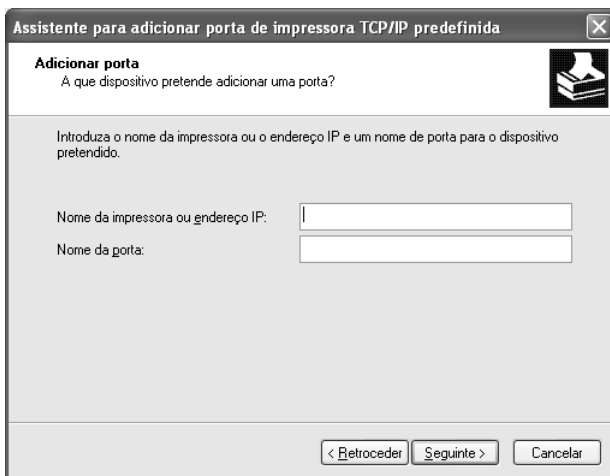 Assistente para adicionar porta de impressora TCP/IP predefinida
Adicionar porta
A que dispositivo pretende adicionar uma porta?
Introduza o nome da impressora ou o endereço IP e um nome de porta para o dispositivo
pretendido.
Nome da impressora ou endereço IP:
Nome da porta:
< Retroceder Seguinte > Cancelar